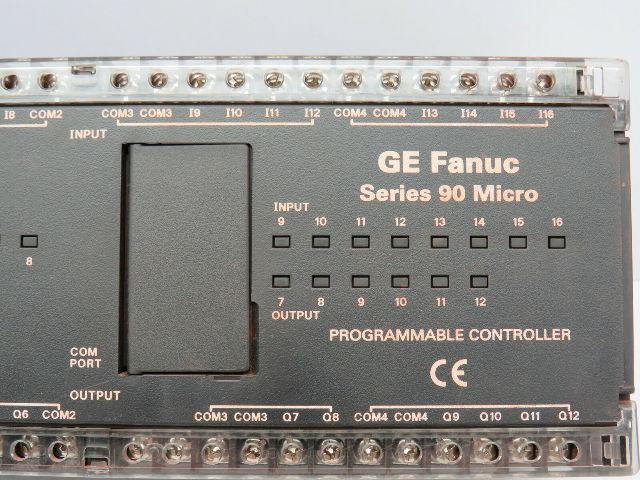 I8 COM2 COM3 COM3 I9 I10 I11 I12 COM4 COM4 I13 I14 I15 I16
INPUT
GE Fanuc
Series 90 Micro
INPUT
9 10 11 12 13 14 15 16
8
7 8 9 10 11 12
OUTPUT
PROGRAMMABLE CONTROLLER
COM
PORT
CE
OUTPUT
Q6 COM2 COM3 COM3 Q7 Q8 COM4 COM4 Q9 Q10 Q11 Q12